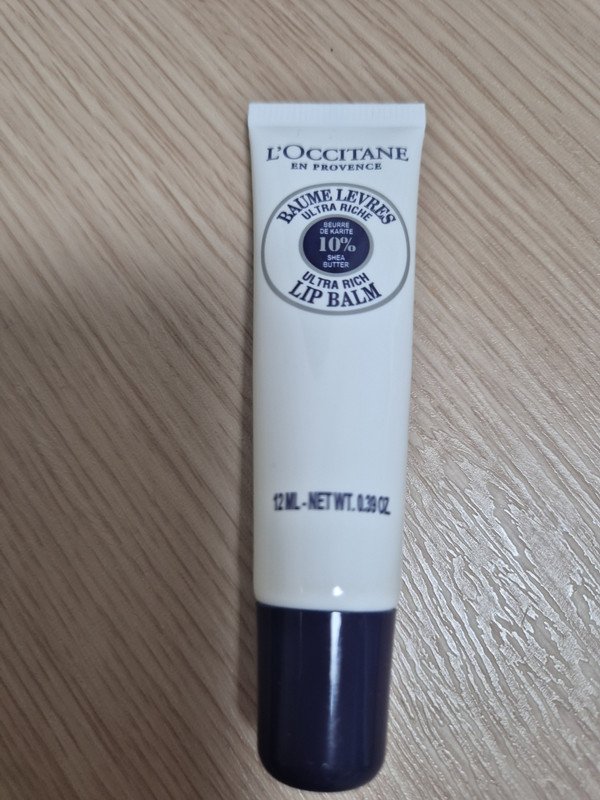 L'OCCITANE
EN PROVENCE
BAUME LEVRES
ULTRA RICHE
BEURRE
DE KARITE
10%
SHEA
BUTTER
ULTRA RICH
LIP BALM
12 ML - NET WT. 0.39 OZ.